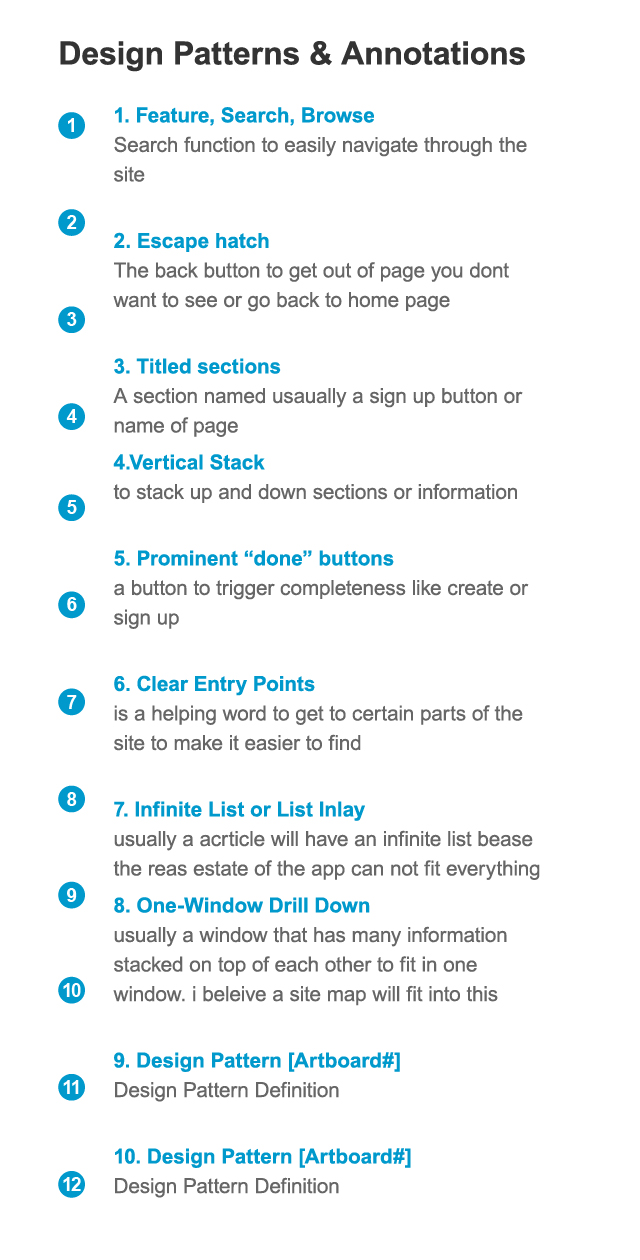 Design Patterns & Annotations
1
1. Feature, Search, Browse
Search function to easily navigate through the
site
2
2. Escape hatch
The back button to get out of page you dont
want to see or go back to home page
3
3. Titled sections
A section named usaually a sign up button or
name of page
4
4.Vertical Stack
to stack up and down sections or information
5
5. Prominent “done” buttons
a button to trigger completeness like create or
sign up
6
6. Clear Entry Points
is a helping word to get to certain parts of the
site to make it easier to find
7
7. Infinite List or List Inlay
usually a acrticle will have an infinite list bease
the reas estate of the app can not fit everything
8
8. One-Window Drill Down
usually a window that has many information
stacked on top of each other to fit in one
window. i beleive a site map will fit into this
9
9. Design Pattern [Artboard#]
Design Pattern Definition
10
10. Design Pattern [Artboard#]
Design Pattern Definition
11
12